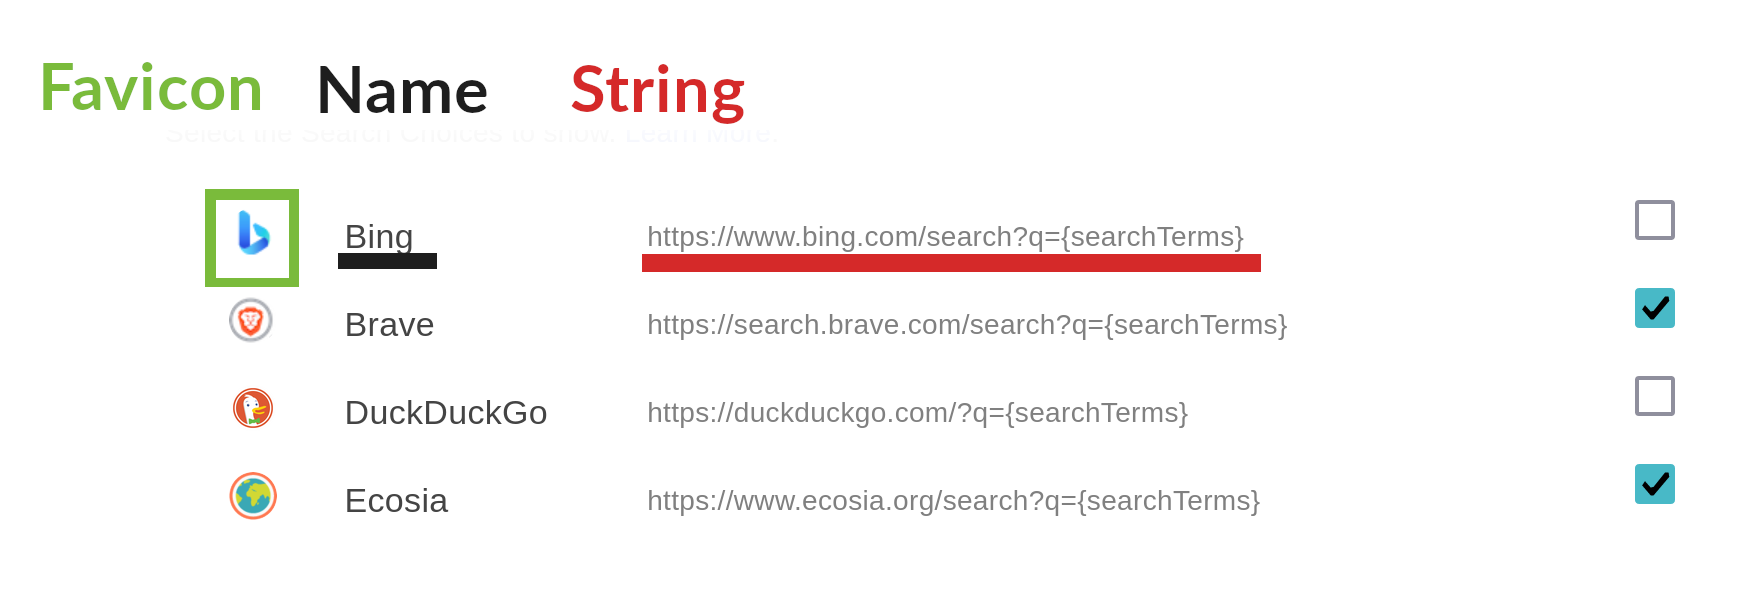 Favicon Name String
Select the Search Choices to show. Learn More.
Bing https://www.bing.com/search?q={searchTerms}
Brave https://search.brave.com/search?q={searchTerms}
DuckDuckGo https://duckduckgo.com/?q={searchTerms}
Ecosia https://www.ecosia.org/search?q={searchTerms}